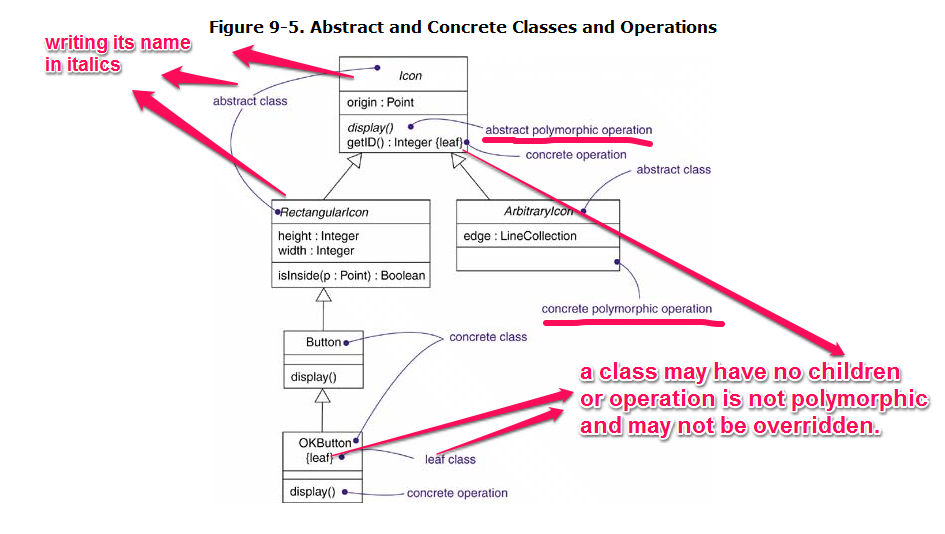 Figure 9-5. Abstract and Concrete Classes and Operations
writing its name
in italics
Icon
abstract class
origin : Point
display()
abstract polymorphic operation
getID() : Integer {leaf}
concrete operation
abstract class
RectangularIcon
ArbitraryIcon
height : Integer
width : Integer
edge : LineCollection
isInside(p : Point) : Boolean
concrete polymorphic operation
Button
concrete class
display()
a class may have no children
or operation is not polymorphic
and may not be overridden.
OKButton
{leaf}
leaf class
display()
concrete operation